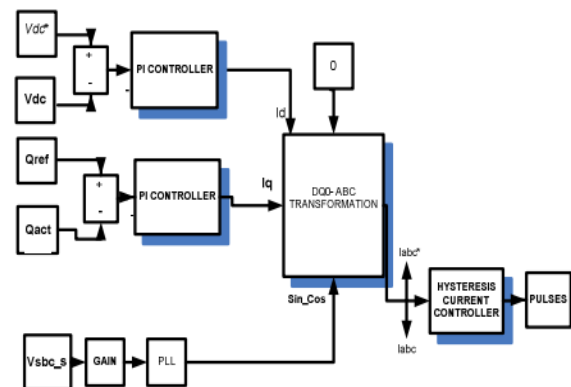 Vdc*
+
-
Vdc
PI CONTROLLER
-
0
Id
Qref
+
-
Qact
PI CONTROLLER
-
Iq
DQ0- ABC
TRANSFORMATION
Sin_Cos
Iabc*
Iabc
HYSTERESIS
CURRENT
CONTROLLER
PULSES
Vsbc_s
GAIN
PLL